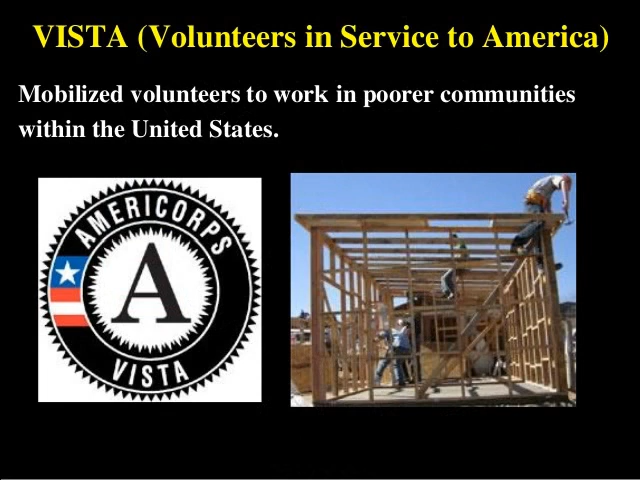 VISTA (Volunteers in Service to America)
Mobilized volunteers to work in poorer communities
within the United States.
AMERICORPS
A
VISTA